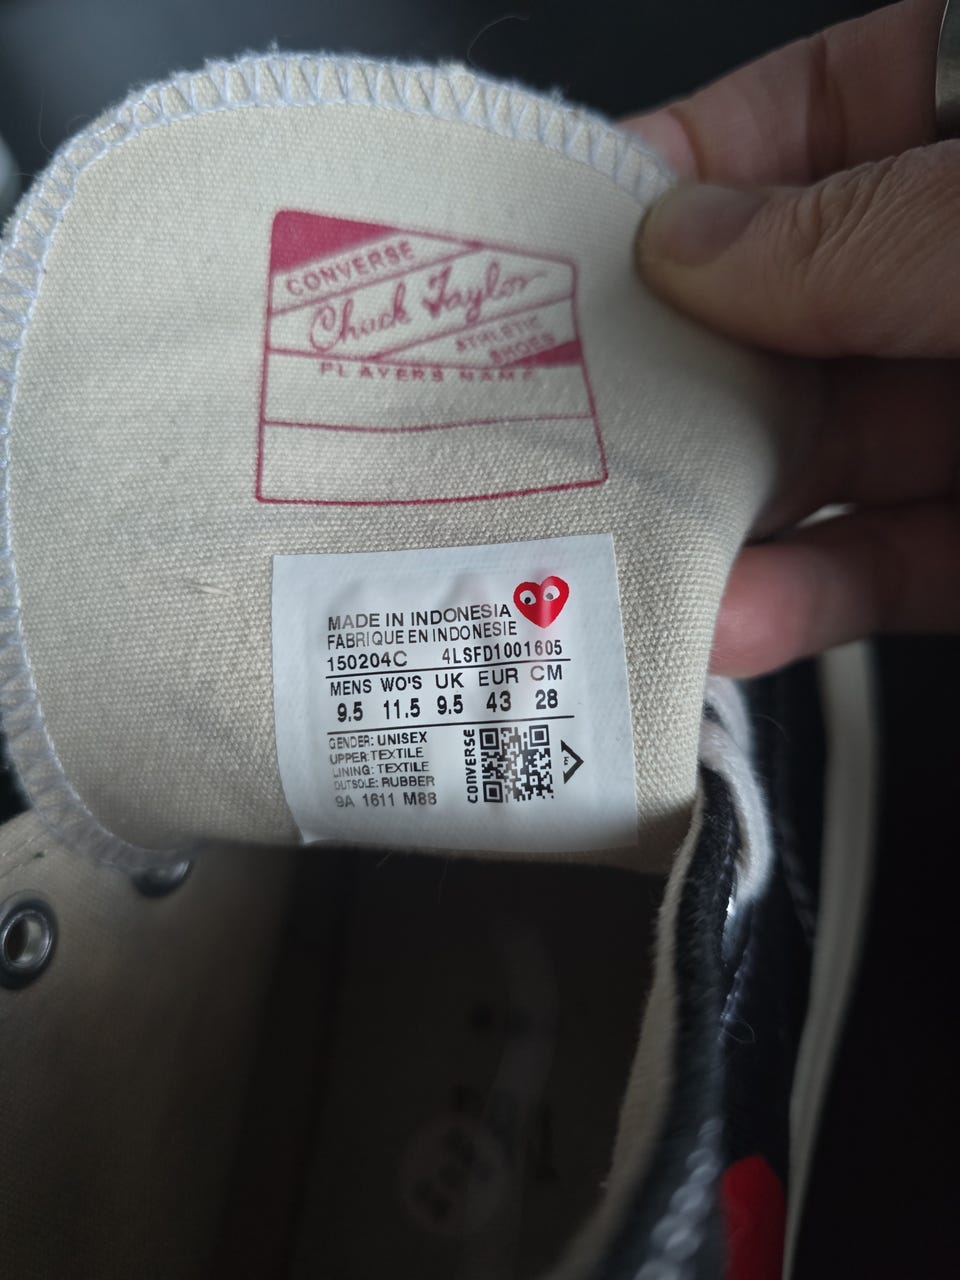 CONVERSE
Chuck Taylor
ATHLETIC
SHOES
PLAYERS NAME
MADE IN INDONESIA
FABRIQUE EN INDONESIE
150204C 4LSFD1001605
MENS WO'S UK EUR CM
9.5 11.5 9.5 43 28
GENDER: UNISEX
UPPER: TEXTILE
LINING: TEXTILE
OUTSOLE: RUBBER
9A 1611 M88
CONVERSE